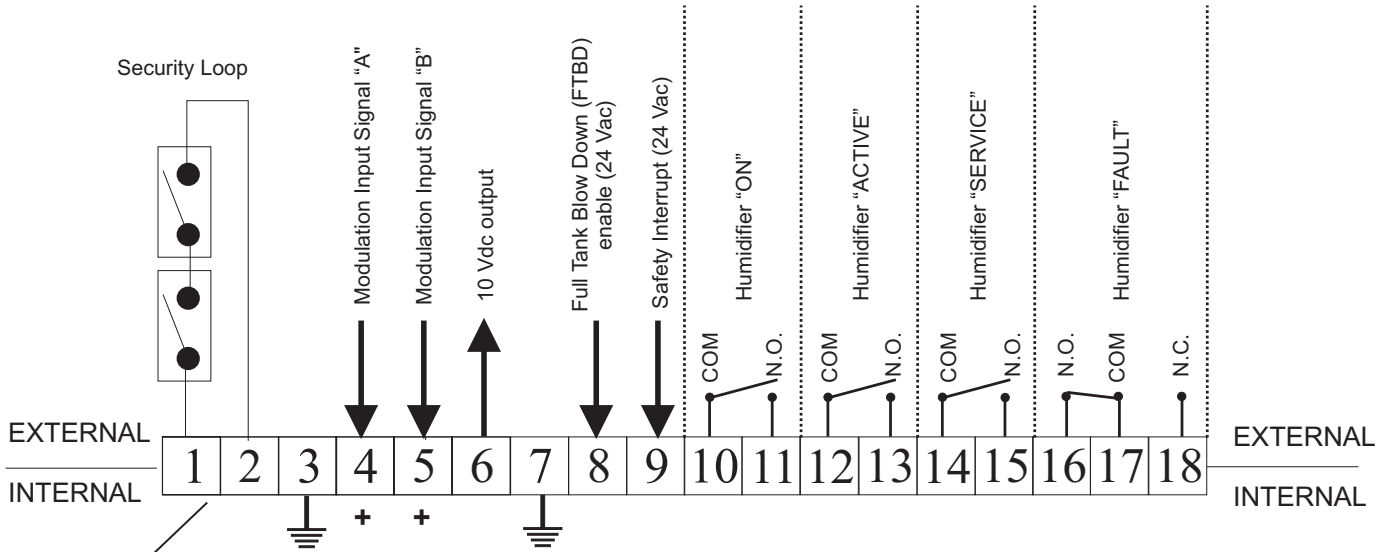 Security Loop
Modulation Input Signal “A"
Modulation Input Signal “B”
10 Vdc output
Full Tank Blow Down (FTBD)
enable (24 Vac)
Safety Interrupt (24 Vac)
Humidifier “ON”
Humidifier “ACTIVE”
Humidifier “SERVICE”
Humidifier “FAULT”
COM N.O. COM N.O. COM N.O. N.O. COM N.C.
EXTERNAL
INTERNAL
1 2 3 4 5 6 7 8 9 10 11 12 13 14 15 16 17 18
EXTERNAL
INTERNAL
+ +